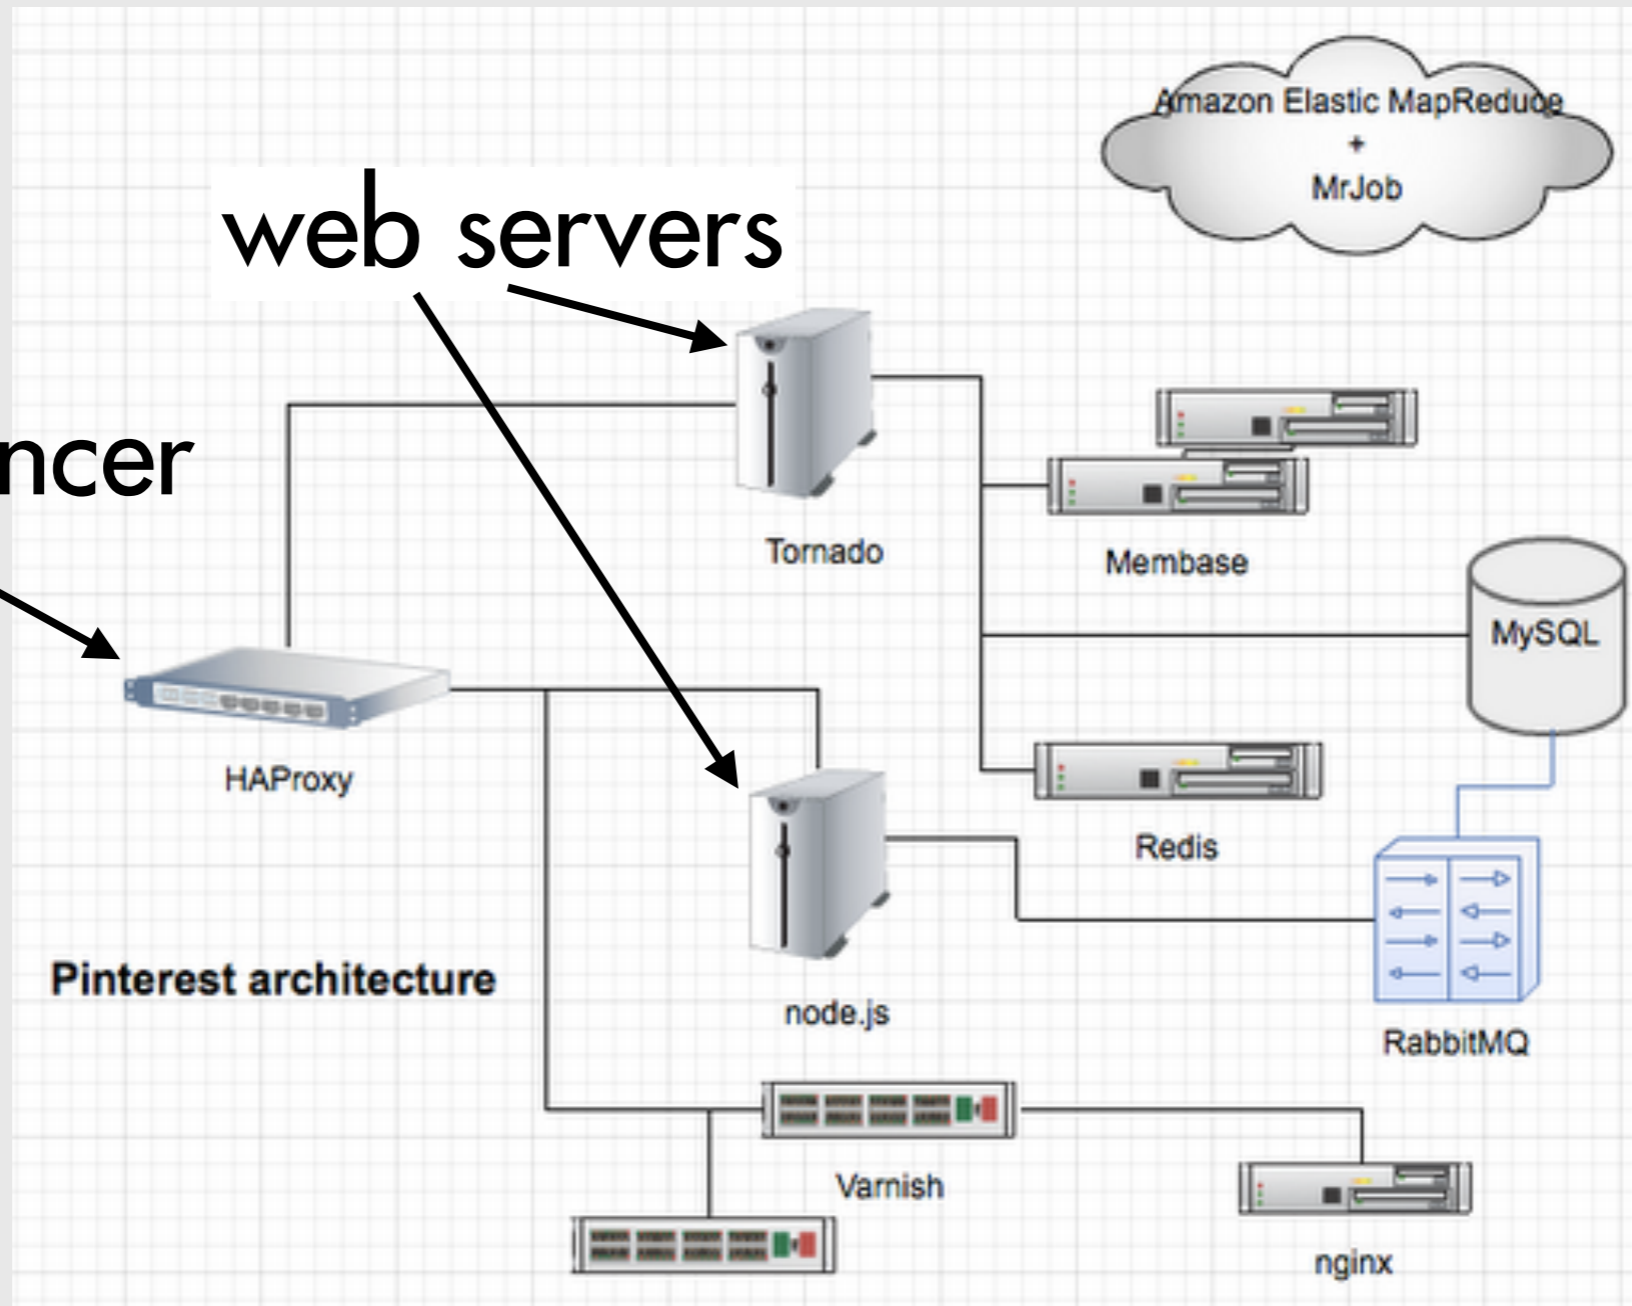 Amazon Elastic MapReduce
+
MrJob
web servers
ncer
Tornado
Membase
MySQL
HAProxy
Redis
Pinterest architecture
node.js
RabbitMQ
Varnish
nginx